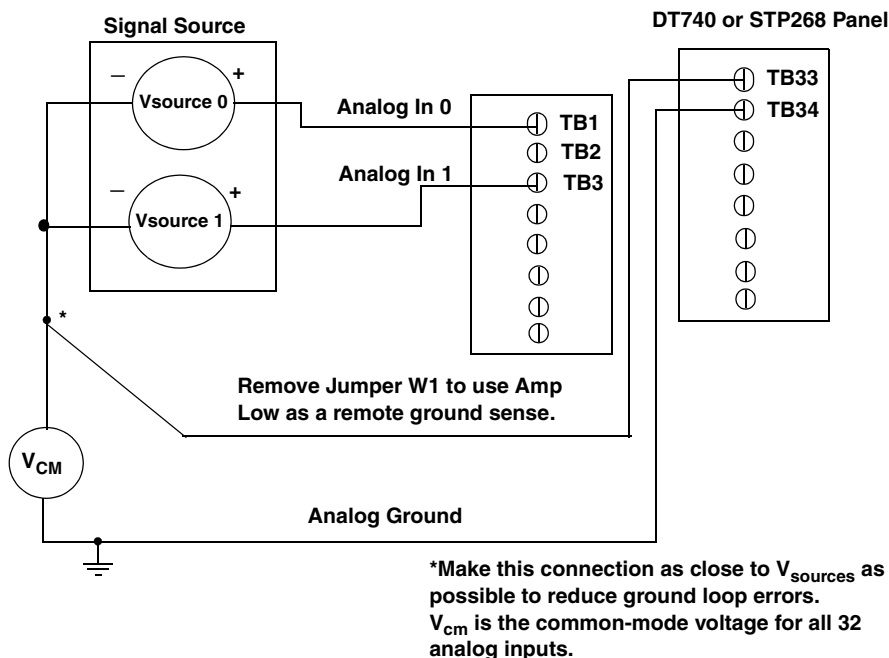 Signal Source
DT740 or STP268 Panel
– +
Vsource 0
Analog In 0
TB1
TB2
Analog In 1
TB3
– +
Vsource 1
TB33
TB34
*
Remove Jumper W1 to use Amp
Low as a remote ground sense.
VCM
Analog Ground
*Make this connection as close to Vsources as
possible to reduce ground loop errors.
Vcm is the common-mode voltage for all 32
analog inputs.